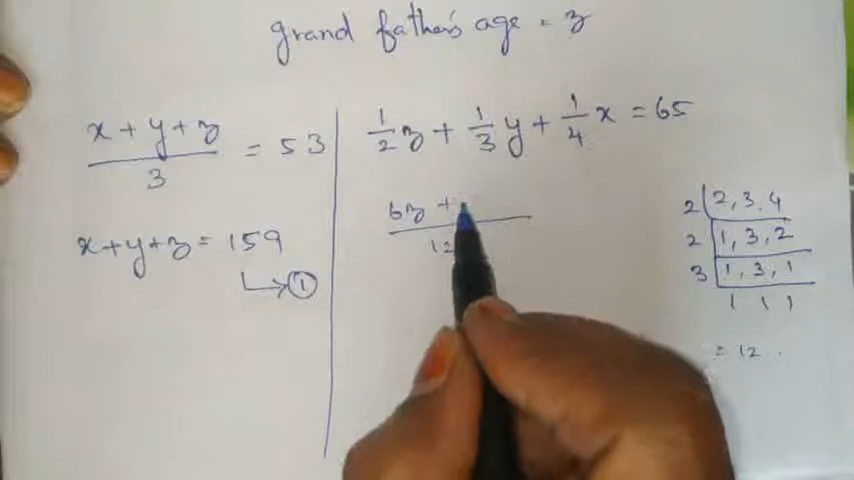 grand father's age = z
x + y + z / 3 = 53
x + y + z = 159
①
1/2 z + 1/3 y + 1/4 x = 65
6z + / 12
2 | 2, 3, 4
2 | 1, 3, 2
3 | 1, 3, 1
1 1 1
= 12